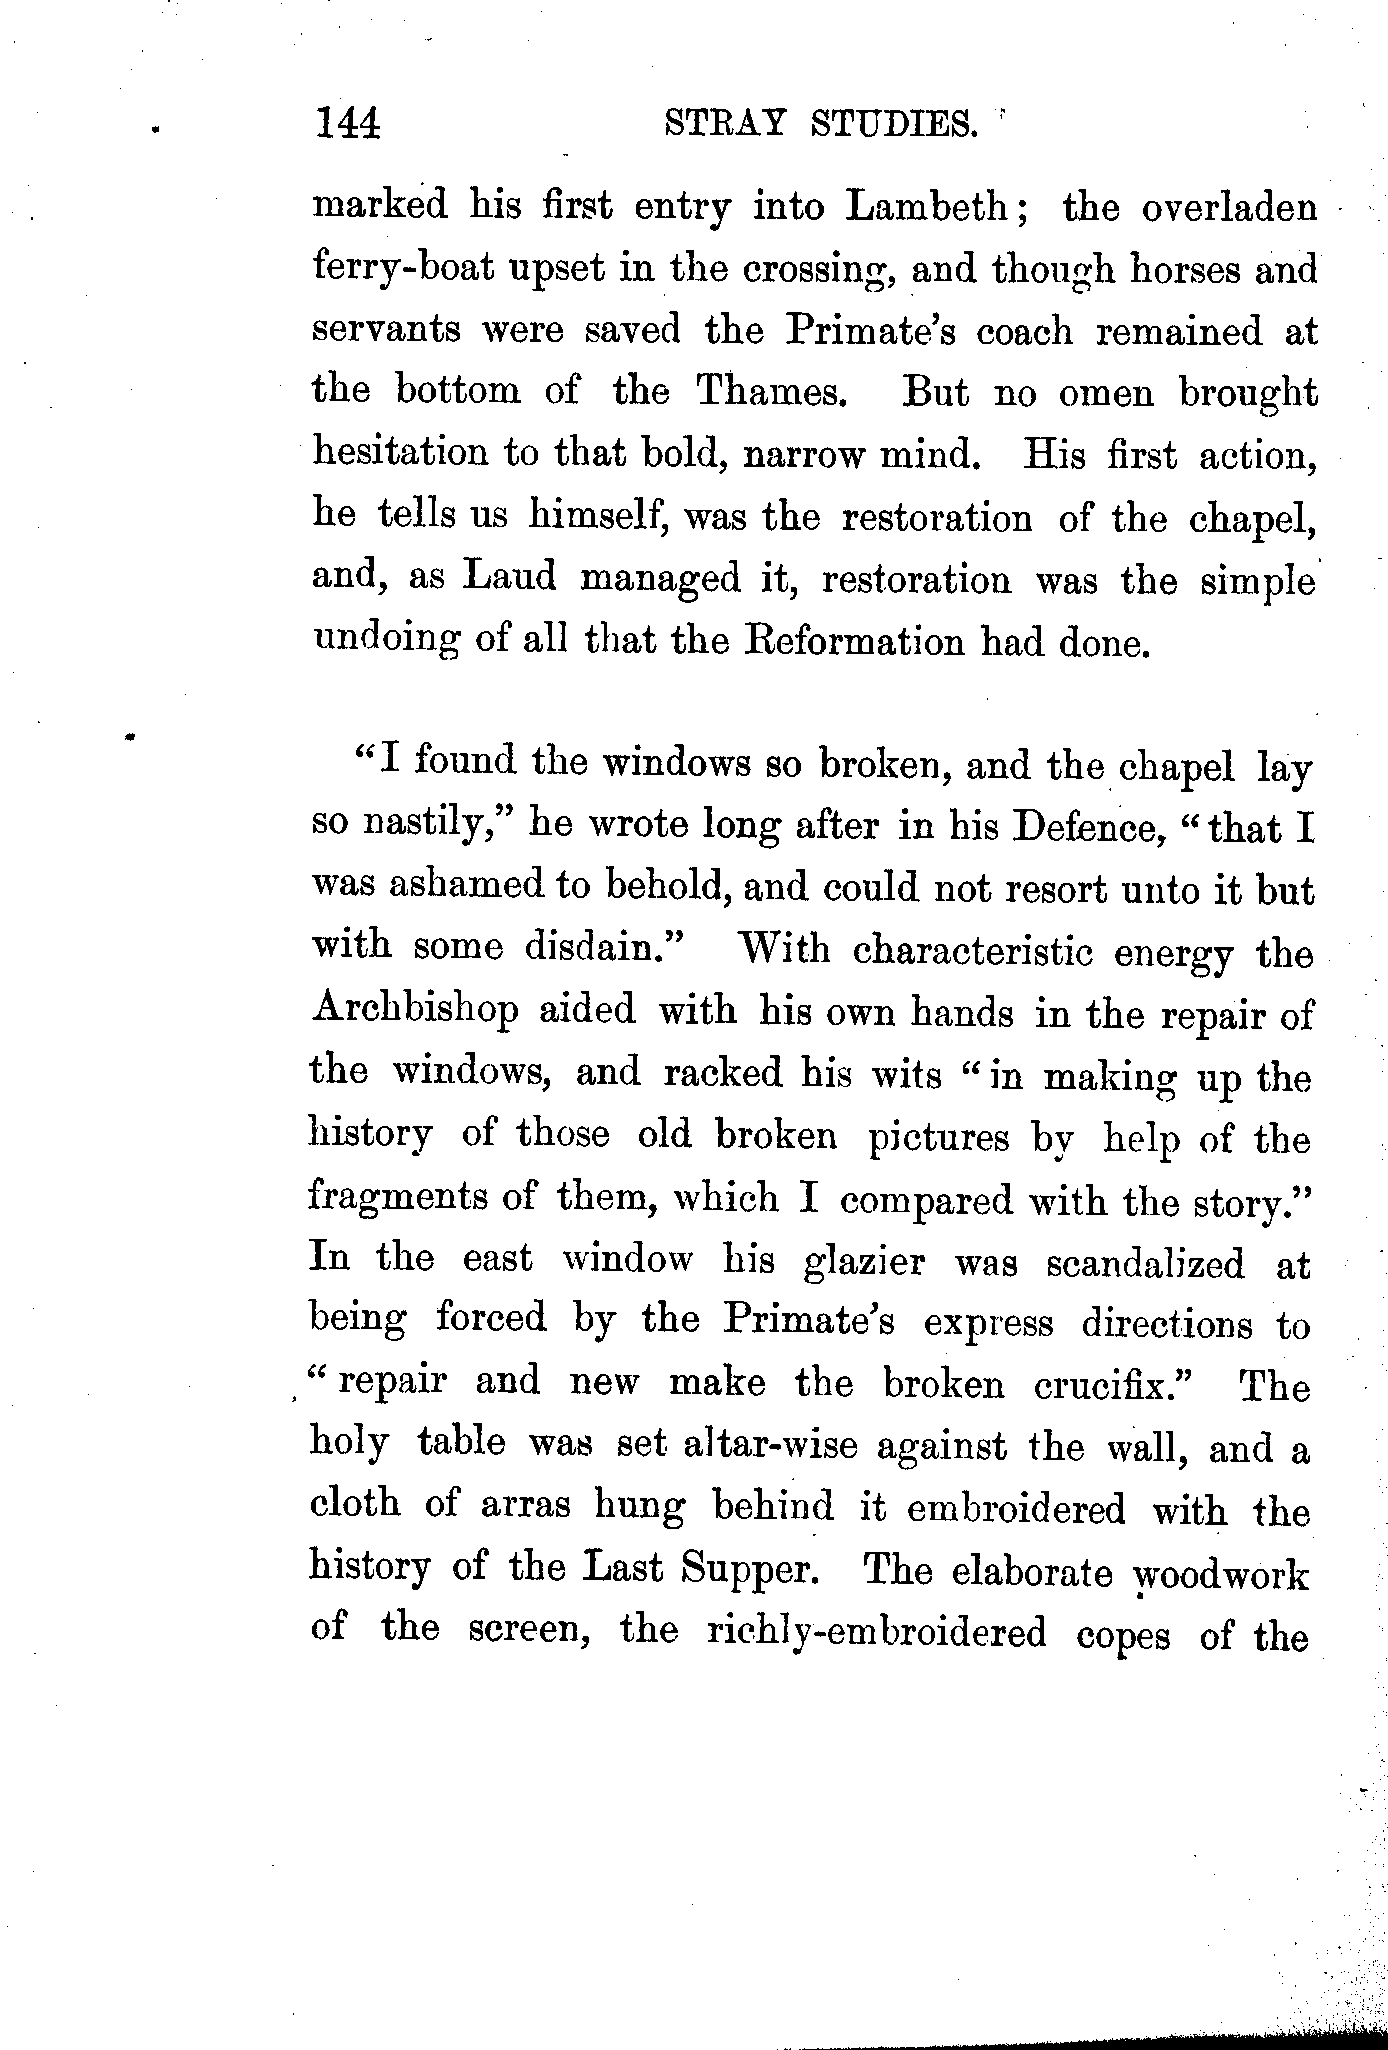 144 STRAY STUDIES.
marked his first entry into Lambeth; the overladen
ferry-boat upset in the crossing, and though horses and
servants were saved the Primate's coach remained at
the bottom of the Thames. But no omen brought
hesitation to that bold, narrow mind. His first action,
he tells us himself, was the restoration of the chapel,
and, as Laud managed it, restoration was the simple
undoing of all that the Reformation had done.
"I found the windows so broken, and the chapel lay
so nastily," he wrote long after in his Defence, "that I
was ashamed to behold, and could not resort unto it but
with some disdain." With characteristic energy the
Archbishop aided with his own hands in the repair of
the windows, and racked his wits "in making up the
history of those old broken pictures by help of the
fragments of them, which I compared with the story."
In the east window his glazier was scandalized at
being forced by the Primate's express directions to
"repair and new make the broken crucifix." The
holy table was set altar-wise against the wall, and a
cloth of arras hung behind it embroidered with the
history of the Last Supper. The elaborate woodwork
of the screen, the richly-embroidered copes of the